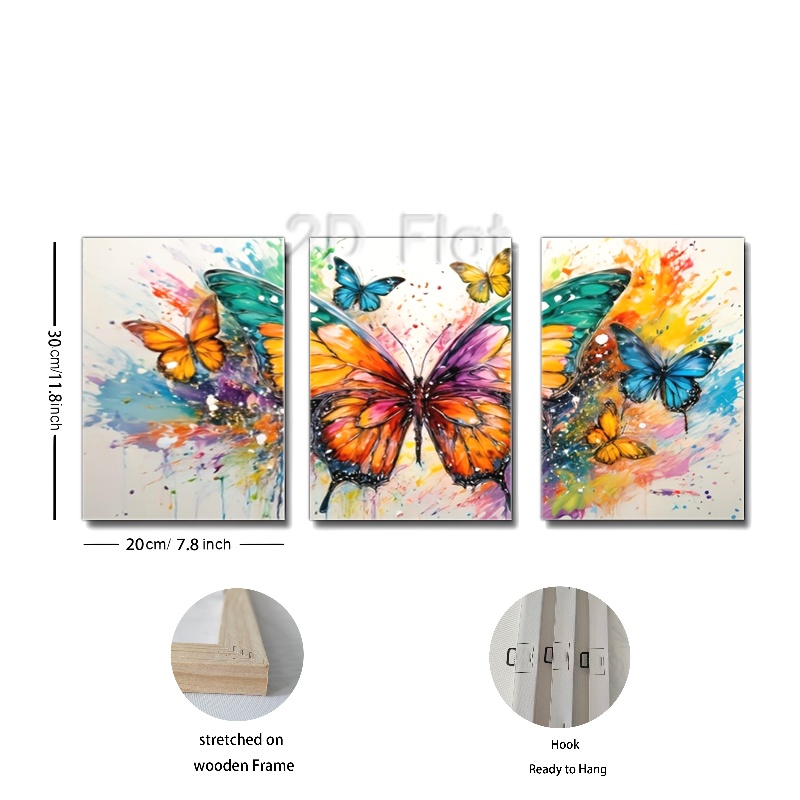 2D Flat
30cm/11.8inch
20cm/ 7.8 inch
stretched on
wooden Frame
Hook
Ready to Hang